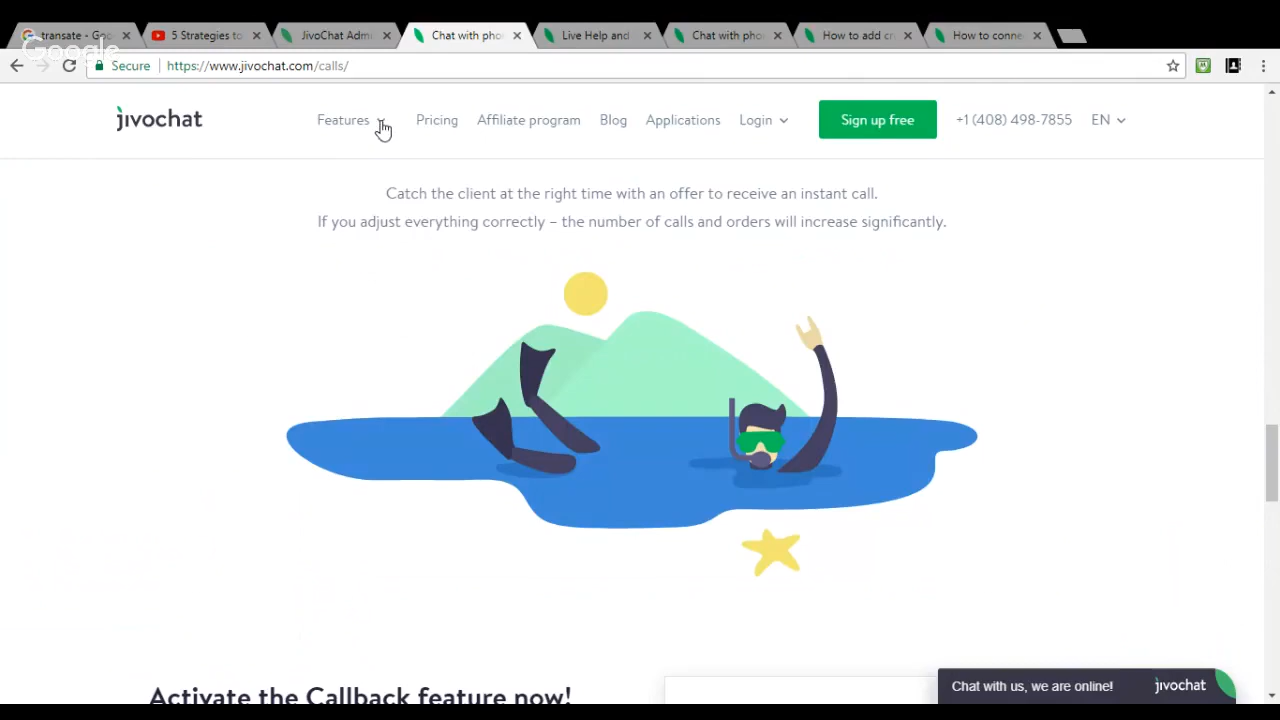 transate - Goo
5 Strategies to
JivoChat Admi
Chat with pho
Live Help and
Chat with pho
How to add cr
How to conne
Google
Secure
https://www.jivochat.com/calls/
jivochat
Features
Pricing
Affiliate program
Blog
Applications
Login
Sign up free
+1 (408) 498-7855
EN
Catch the client at the right time with an offer to receive an instant call.
If you adjust everything correctly – the number of calls and orders will increase significantly.
Activate the Callback feature now!
Chat with us, we are online!
jivochat